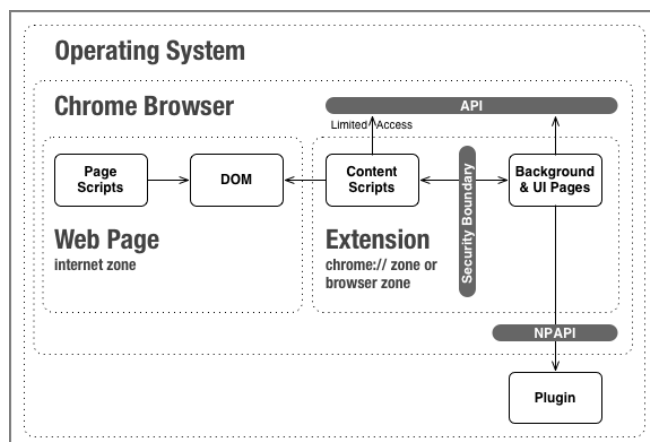 Operating System
Chrome Browser
API
Limited Access
Page
Scripts
DOM
Content
Scripts
Security Boundary
Background
& UI Pages
Web Page
internet zone
Extension
chrome:// zone or
browser zone
NPAPI
Plugin